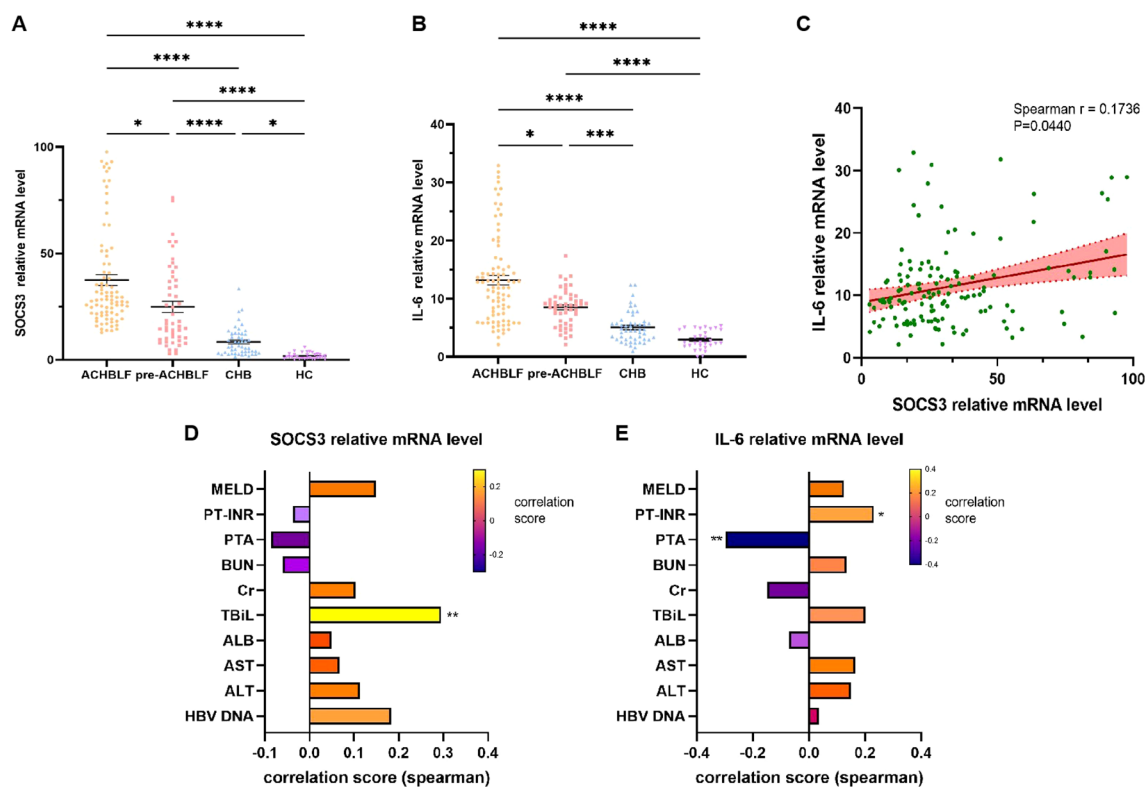 A
****
****
****
*
****
*
SOCS3 relative mRNA level
100
50
0
ACHBLF
pre-ACHBLF
CHB
HC
B
****
****
****
*
***
IL-6 relative mRNA level
40
30
20
10
0
ACHBLF
pre-ACHBLF
CHB
HC
C
Spearman r = 0.1736
P=0.0440
IL-6 relative mRNA level
40
30
20
10
0
0
50
100
SOCS3 relative mRNA level
D
SOCS3 relative mRNA level
MELD
PT-INR
PTA
BUN
Cr
TBiL
**
ALB
AST
ALT
HBV DNA
-0.1
0.0
0.1
0.2
0.3
0.4
correlation score (spearman)
0.2
0
-0.2
correlation
score
E
IL-6 relative mRNA level
MELD
PT-INR
*
PTA
**
BUN
Cr
TBiL
ALB
AST
ALT
HBV DNA
-0.4
-0.2
0.0
0.2
0.4
correlation score (spearman)
0.4
0.2
0
-0.2
-0.4
correlation
score